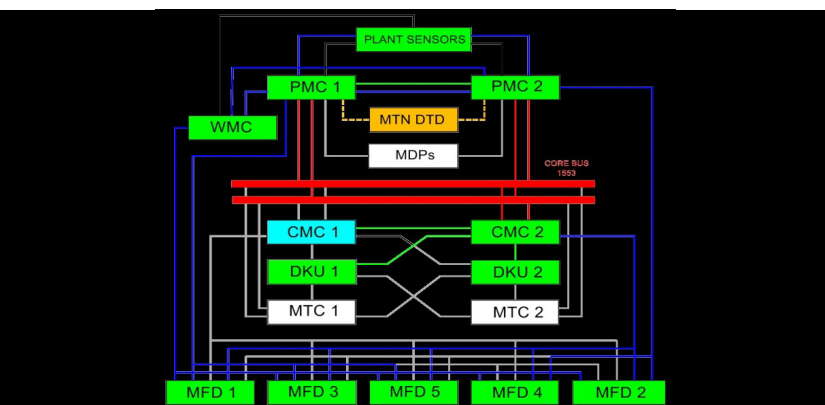 PLANT SENSORS
PMC 1
PMC 2
MTN DTD
WMC
MDPs
CORE BUS
1553
CMC 1
CMC 2
DKU 1
DKU 2
MTC 1
MTC 2
MFD 1
MFD 3
MFD 5
MFD 4
MFD 2